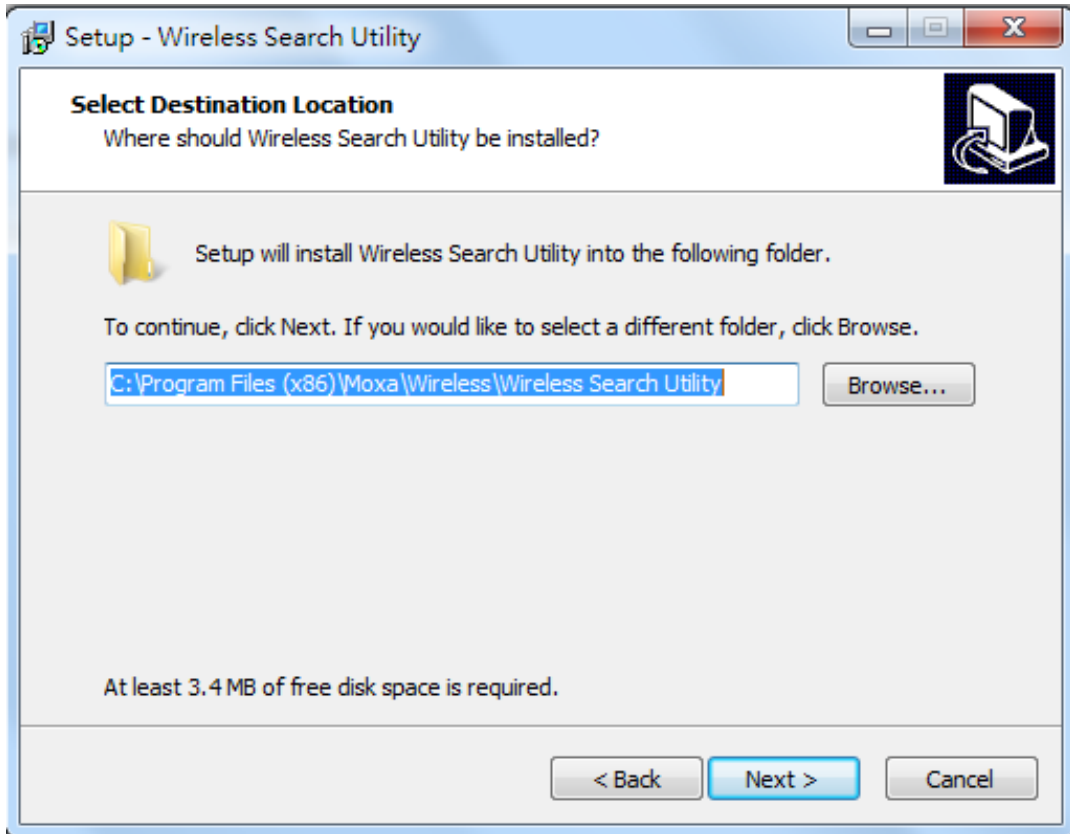 Setup - Wireless Search Utility
Select Destination Location
Where should Wireless Search Utility be installed?
Setup will install Wireless Search Utility into the following folder.
To continue, click Next. If you would like to select a different folder, click Browse.
C:\Program Files (x86)\Moxa\Wireless\Wireless Search Utility
Browse...
At least 3.4 MB of free disk space is required.
< Back
Next >
Cancel